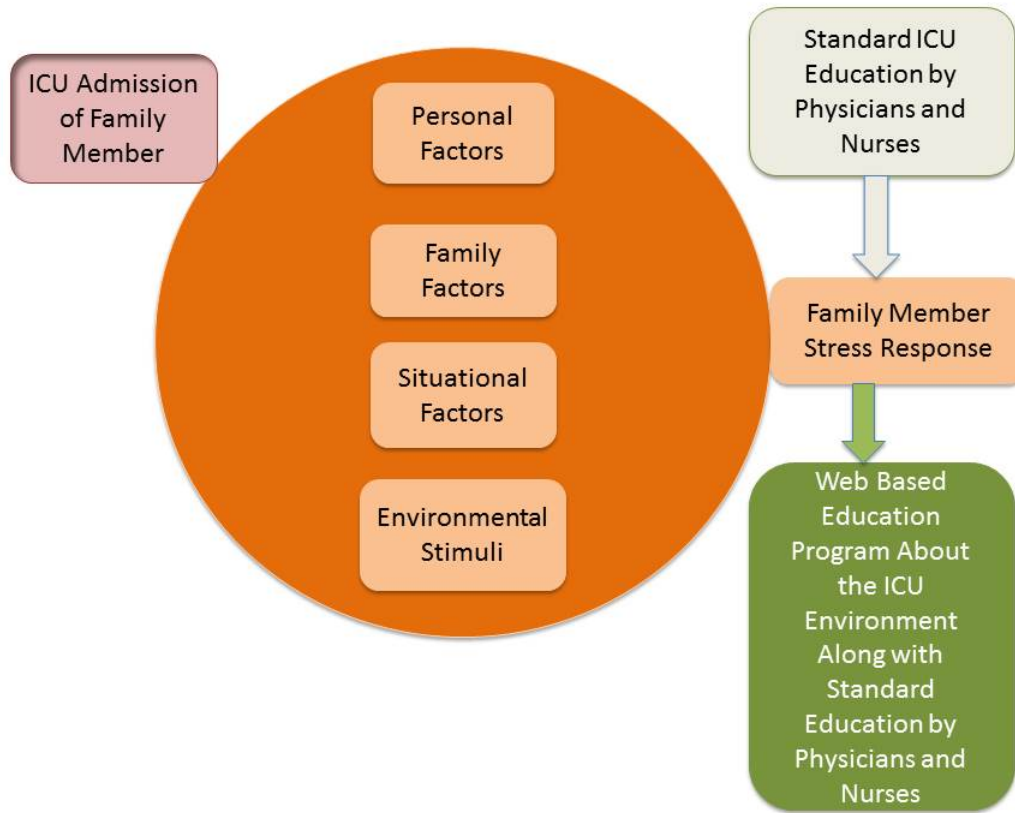 ICU Admission
of Family
Member
Personal
Factors
Family
Factors
Situational
Factors
Environmental
Stimuli
Standard ICU
Education by
Physicians and
Nurses
Family Member
Stress Response
Web Based
Education
Program About
the ICU
Environment
Along with
Standard
Education by
Physicians and
Nurses